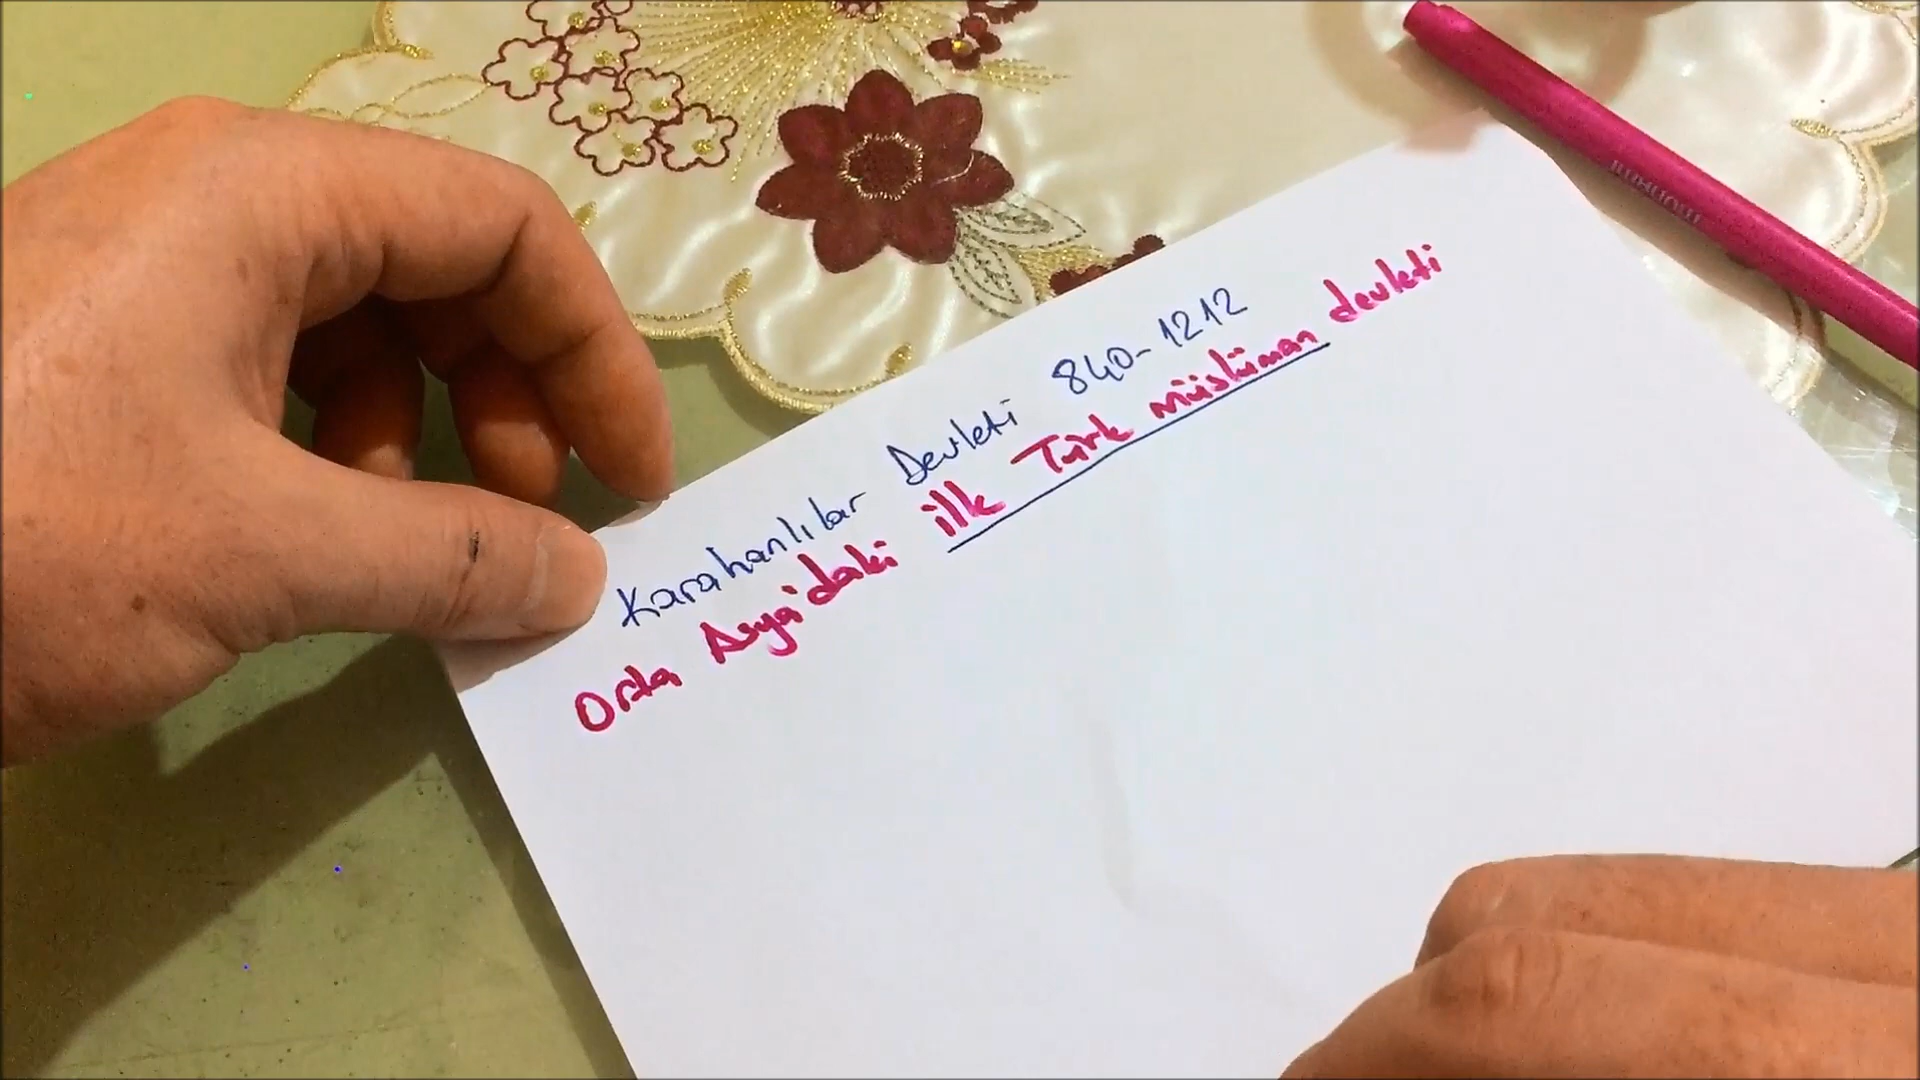 Karahanlılar Devleti 840-1212
Orta Asya'daki ilk Türk müslüman devleti